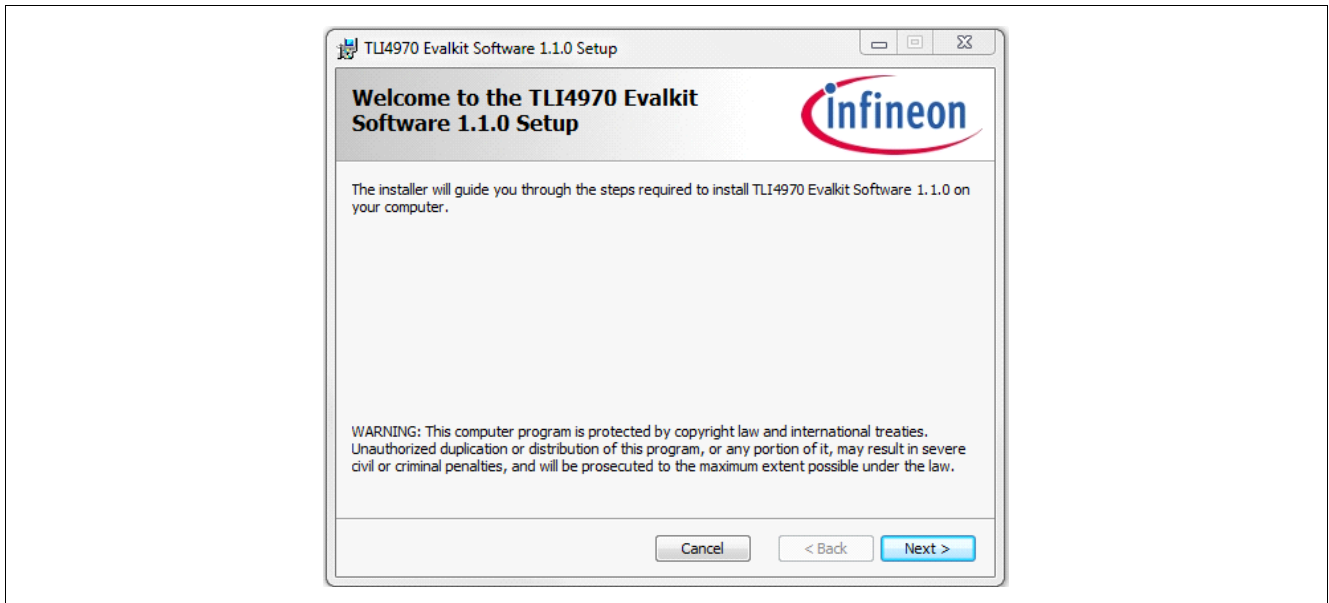 TLI4970 Evalkit Software 1.1.0 Setup
Welcome to the TLI4970 Evalkit
Software 1.1.0 Setup
infineon
The installer will guide you through the steps required to install TLI4970 Evalkit Software 1.1.0 on
your computer.
WARNING: This computer program is protected by copyright law and international treaties.
Unauthorized duplication or distribution of this program, or any portion of it, may result in severe
civil or criminal penalties, and will be prosecuted to the maximum extent possible under the law.
Cancel < Back Next >